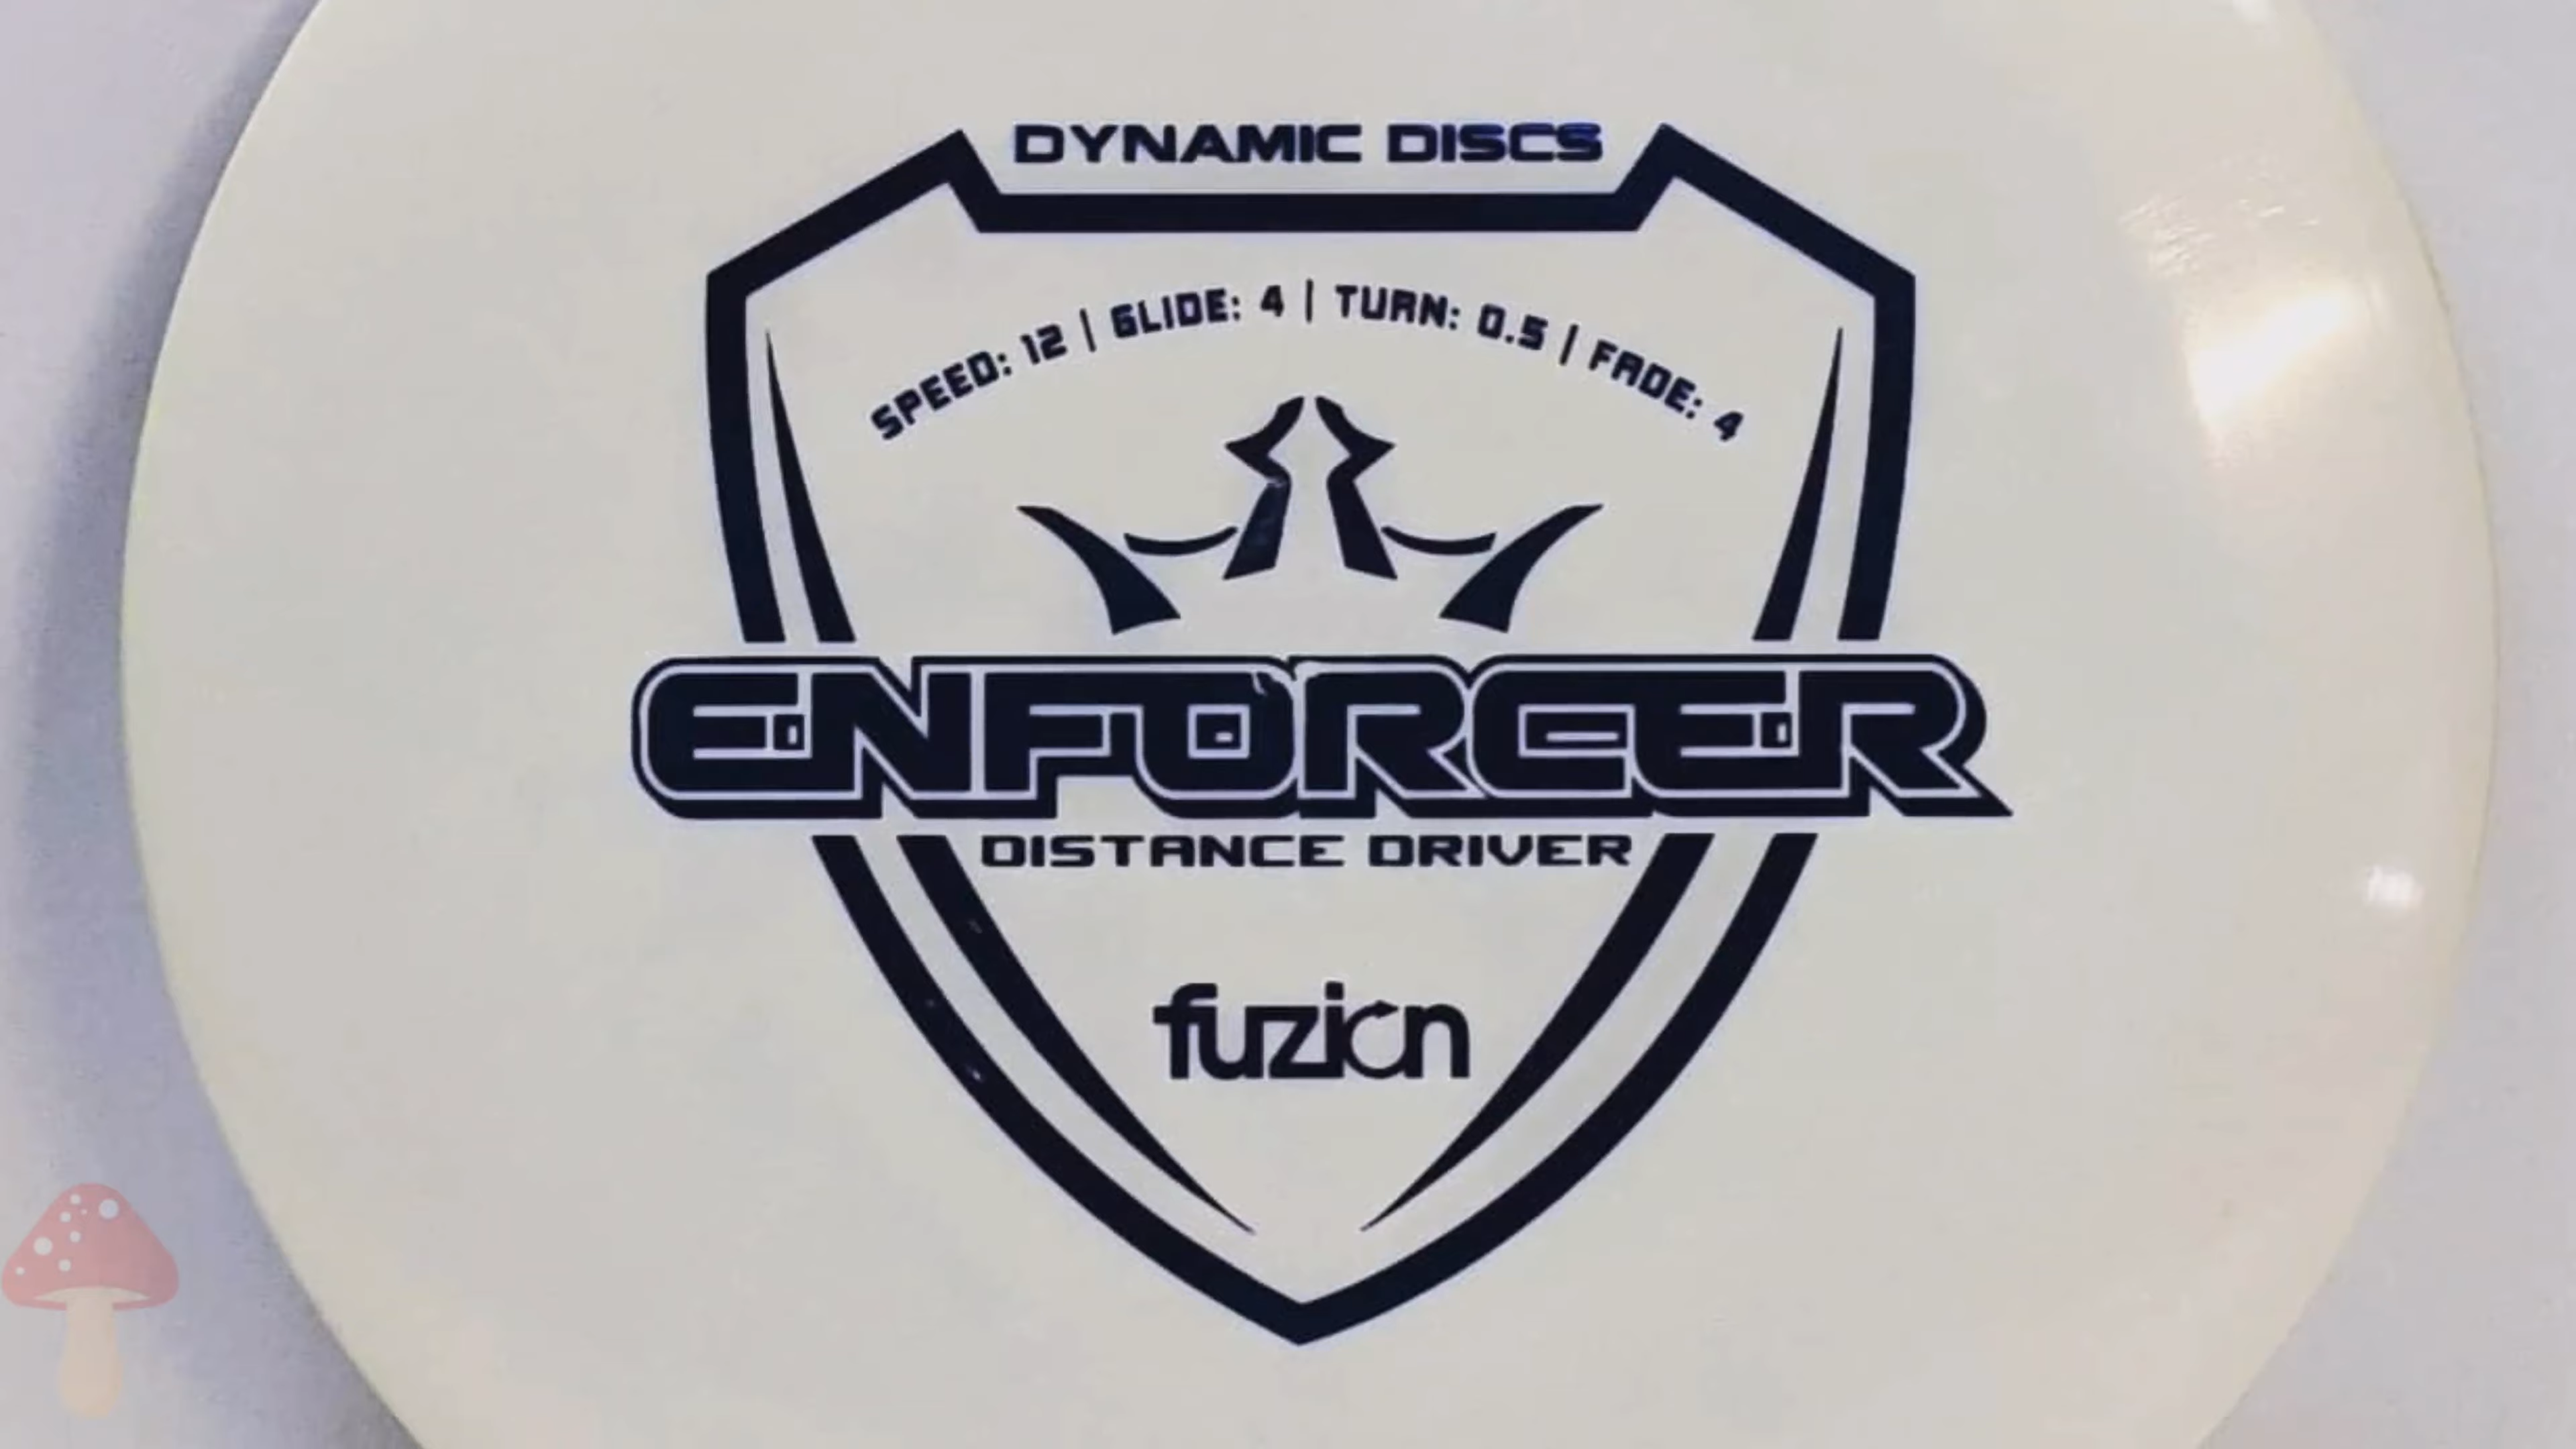 DYNAMIC DISCS
SPEED: 12 | GLIDE: 4 | TURN: 0.5 | FADE: 4
ENFORCER
DISTANCE DRIVER
fuzion